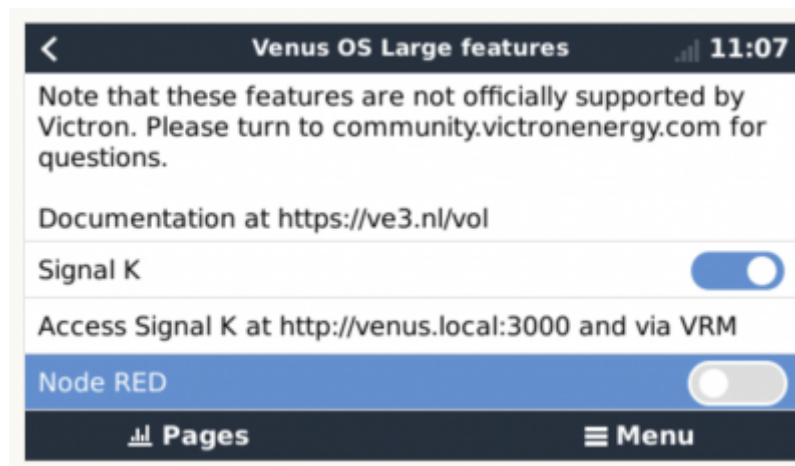 Venus OS Large features 11:07
Note that these features are not officially supported by
Victron. Please turn to community.victronenergy.com for
questions.
Documentation at https://ve3.nl/vol
Signal K
Access Signal K at http://venus.local:3000 and via VRM
Node RED
Pages Menu